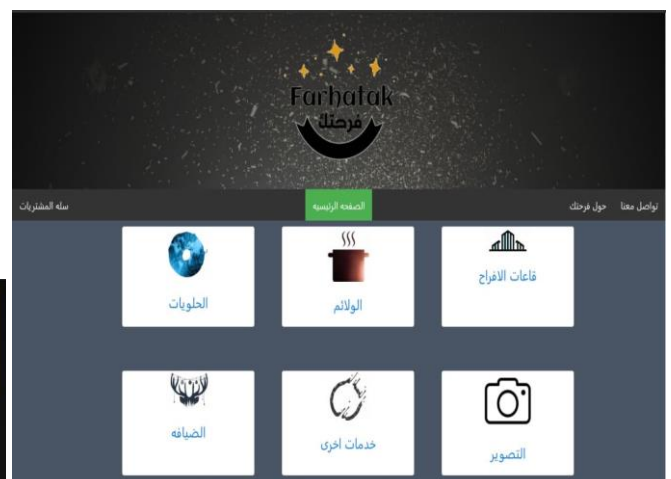 Farhatak
فرحتك
تواصل معنا
حول فرحتك
الصفحه الرئيسيه
سله المشتريات
قاعات الافراح
الولائم
الحلويات
التصوير
خدمات اخرى
الضيافه